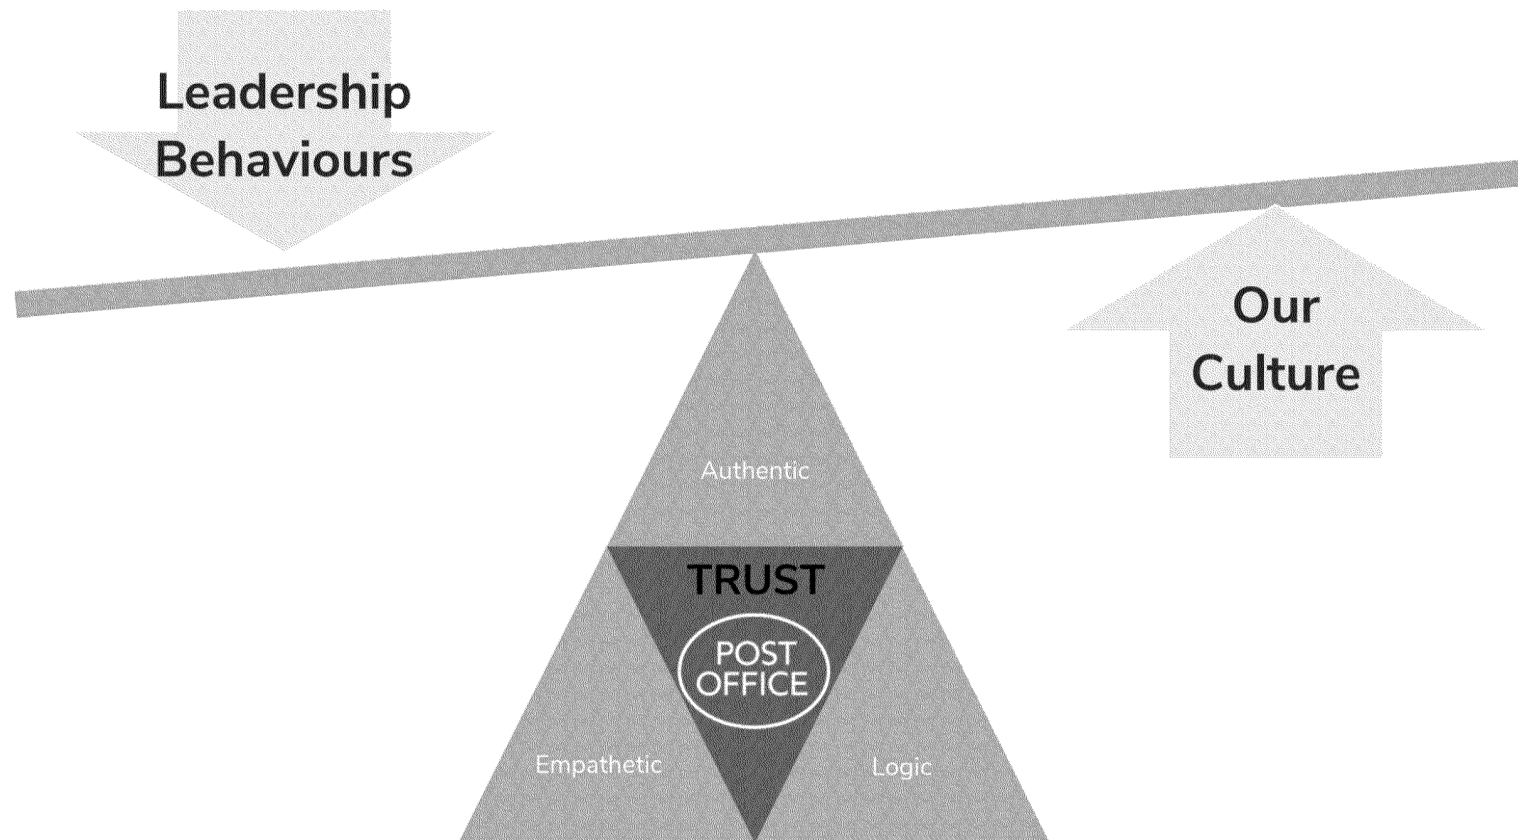 Leadership
Behaviours
Our
Culture
Authentic
TRUST
POST
OFFICE
Empathetic
Logic